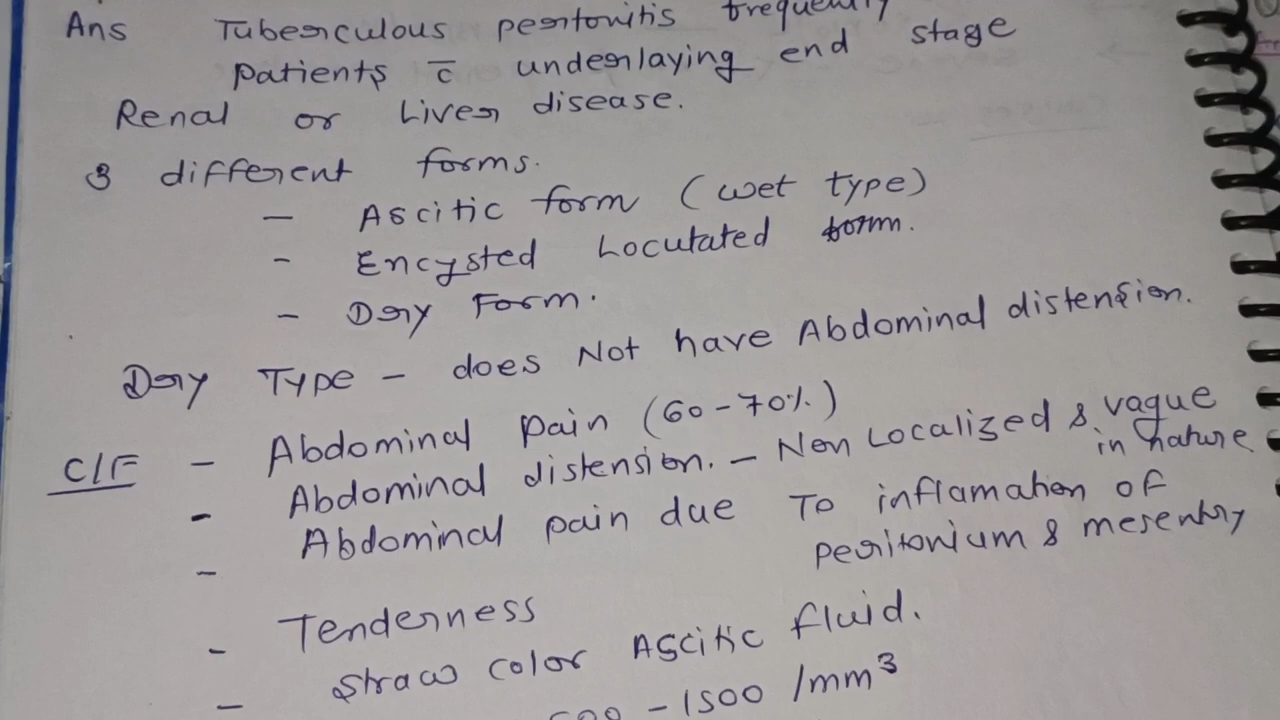 Ans Tuberculous peritonitis frequently
patients c̄ underlaying end stage
Renal or Liver disease.
3 different forms.
- Ascitic form (wet type)
- Encysted Loculated form.
- Dry Form.
Dry Type - does Not have Abdominal distension.
C/F - Abdominal pain (60-70%)
- Abdominal distension. - Non Localized & vague in nature
- Abdominal pain due To inflamation of peritonium & mesentry
- Tenderness
- Straw color Ascitic fluid.
500 - 1500 /mm³